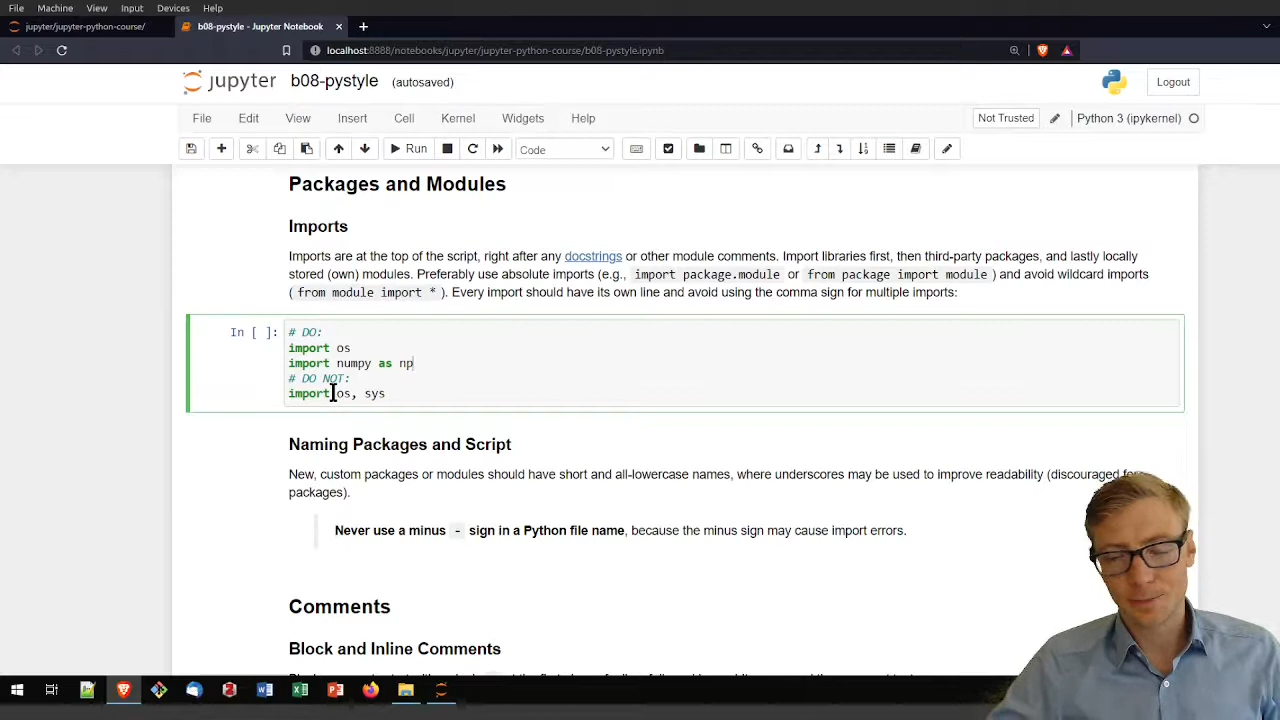 File Machine View Input Devices Help
jupyter/jupyter-python-course/
b08-pystyle - Jupyter Notebook
localhost:8888/notebooks/jupyter/jupyter-python-course/b08-pystyle.ipynb
jupyter b08-pystyle (autosaved) Logout
File Edit View Insert Cell Kernel Widgets Help Not Trusted Python 3 (ipykernel)
Run Code
Packages and Modules
Imports
Imports are at the top of the script, right after any docstrings or other module comments. Import libraries first, then third-party packages, and lastly locally
stored (own) modules. Preferably use absolute imports (e.g., import package.module or from package import module ) and avoid wildcard imports
( from module import * ). Every import should have its own line and avoid using the comma sign for multiple imports:
In [ ]: # DO:
import os
import numpy as np
# DO NOT:
import os, sys
Naming Packages and Script
New, custom packages or modules should have short and all-lowercase names, where underscores may be used to improve readability (discouraged for
packages).
Never use a minus - sign in a Python file name, because the minus sign may cause import errors.
Comments
Block and Inline Comments